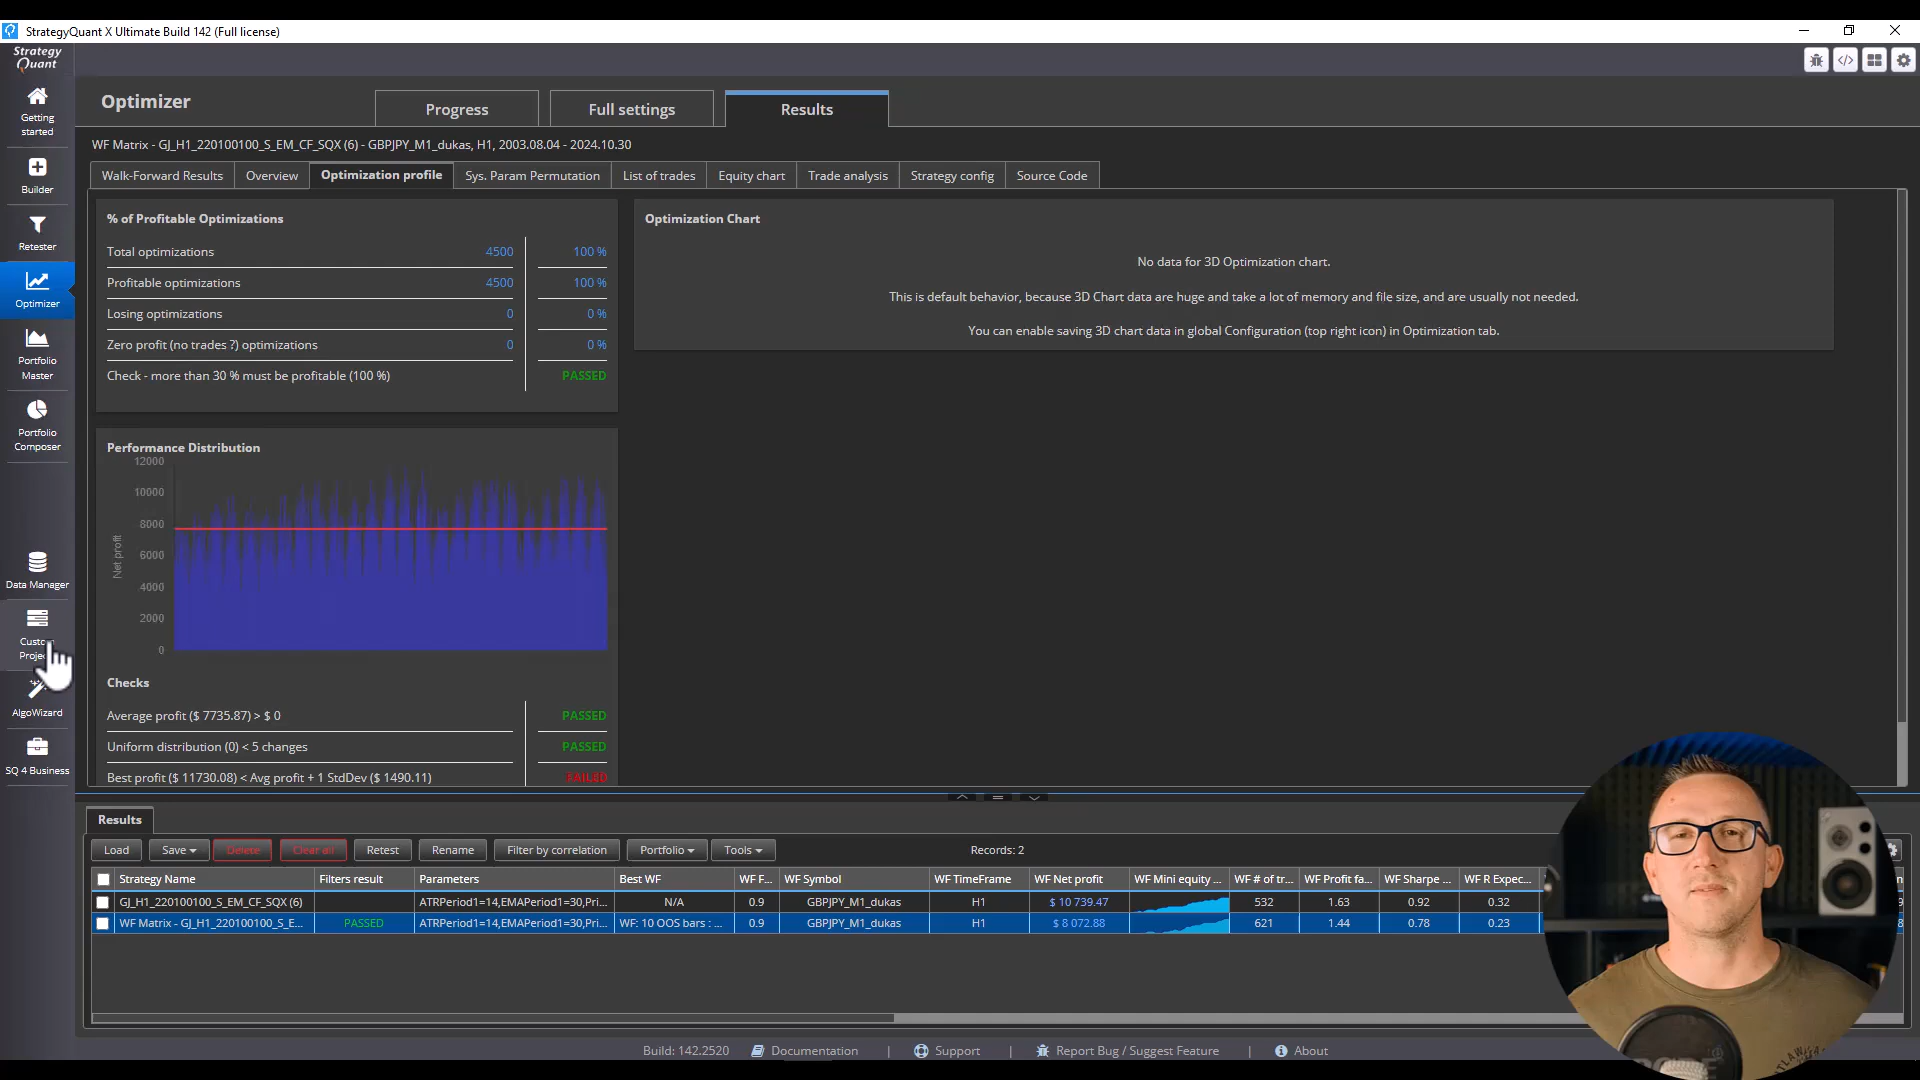 StrategyQuant X Ultimate Build 142 (Full license)
Strategy
Quant
Getting
started
Builder
Retester
Optimizer
Portfolio
Master
Portfolio
Composer
Data Manager
AlgoWizard
SQ 4 Business
Optimizer
Progress
Full settings
Results
WF Matrix - GJ_H1_220100100_S_EM_CF_SQX (6) - GBPJPY_M1_dukas, H1, 2003.08.04 - 2024.10.30
Walk-Forward Results
Overview
Optimization profile
Sys. Param Permutation
List of trades
Equity chart
Trade analysis
Strategy config
Source Code
% of Profitable Optimizations
Total optimizations 4500 100 %
Profitable optimizations 4500 100 %
Losing optimizations 0 0 %
Zero profit (no trades ?) optimizations 0 0 %
Check - more than 30 % must be profitable (100 %) PASSED
Optimization Chart
No data for 3D Optimization chart.
This is default behavior, because 3D Chart data are huge and take a lot of memory and file size, and are usually not needed.
You can enable saving 3D chart data in global Configuration (top right icon) in Optimization tab.
Performance Distribution
12000
10000
8000
6000
4000
2000
0
Net profit
Checks
Average profit ($ 7735.87) > $ 0 PASSED
Uniform distribution (0) < 5 changes PASSED
Best profit ($ 11730.08) < Avg profit + 1 StdDev ($ 1490.11) FAILED
Results
Load
Save
Delete
Clear all
Retest
Rename
Filter by correlation
Portfolio
Tools
Records: 2
Strategy Name Filters result Parameters Best WF WF F... WF Symbol WF TimeFrame WF Net profit WF Mini equity ... WF # of tr... WF Profit fa... WF Sharpe ... WF R Expec...
GJ_H1_220100100_S_EM_CF_SQX (6) ATRPeriod1=14,EMAPeriod1=30,Pri... N/A 0.9 GBPJPY_M1_dukas H1 $ 10 739.47 532 1.63 0.92 0.32
WF Matrix - GJ_H1_220100100_S_E... PASSED ATRPeriod1=14,EMAPeriod1=30,Pri... WF: 10 OOS bars : ... 0.9 GBPJPY_M1_dukas H1 $ 8 072.88 621 1.44 0.78 0.23
Build: 142.2520
Documentation
|
Support
|
Report Bug / Suggest Feature
|
About